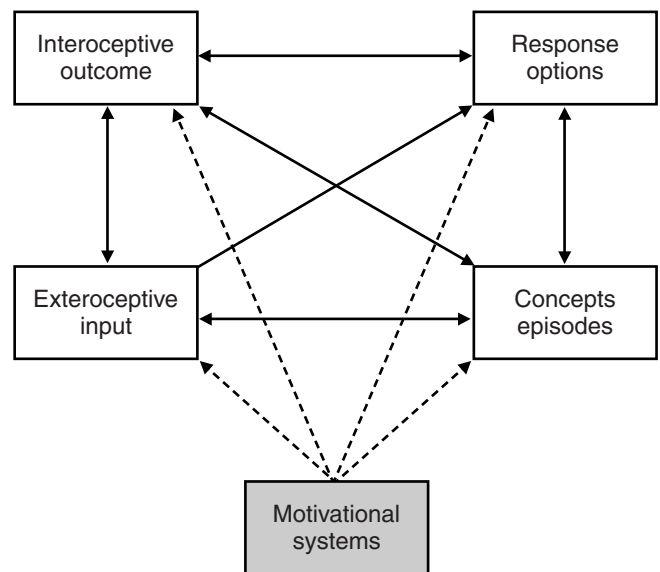 Interoceptive
outcome
Response
options
Exteroceptive
input
Concepts
episodes
Motivational
systems